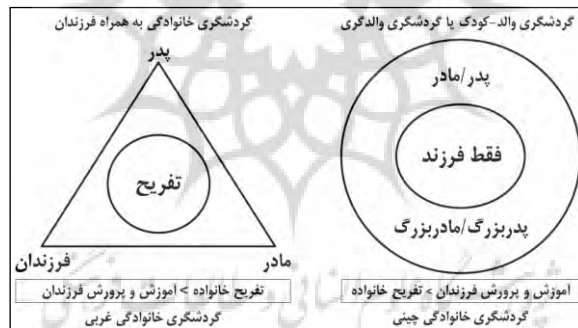 گردشگری والد-کودک یا گردشگری والدگری
پدر/مادر
فقط فرزند
پدربزرگ/مادربزرگ
آموزش و پرورش فرزندان > تفریح خانواده
گردشگری خانوادگی چینی
گردشگری خانوادگی به همراه فرزندان
پدر
تفریح
مادر
فرزندان
تفریح خانواده > آموزش و پرورش فرزندان
گردشگری خانوادگی غربی